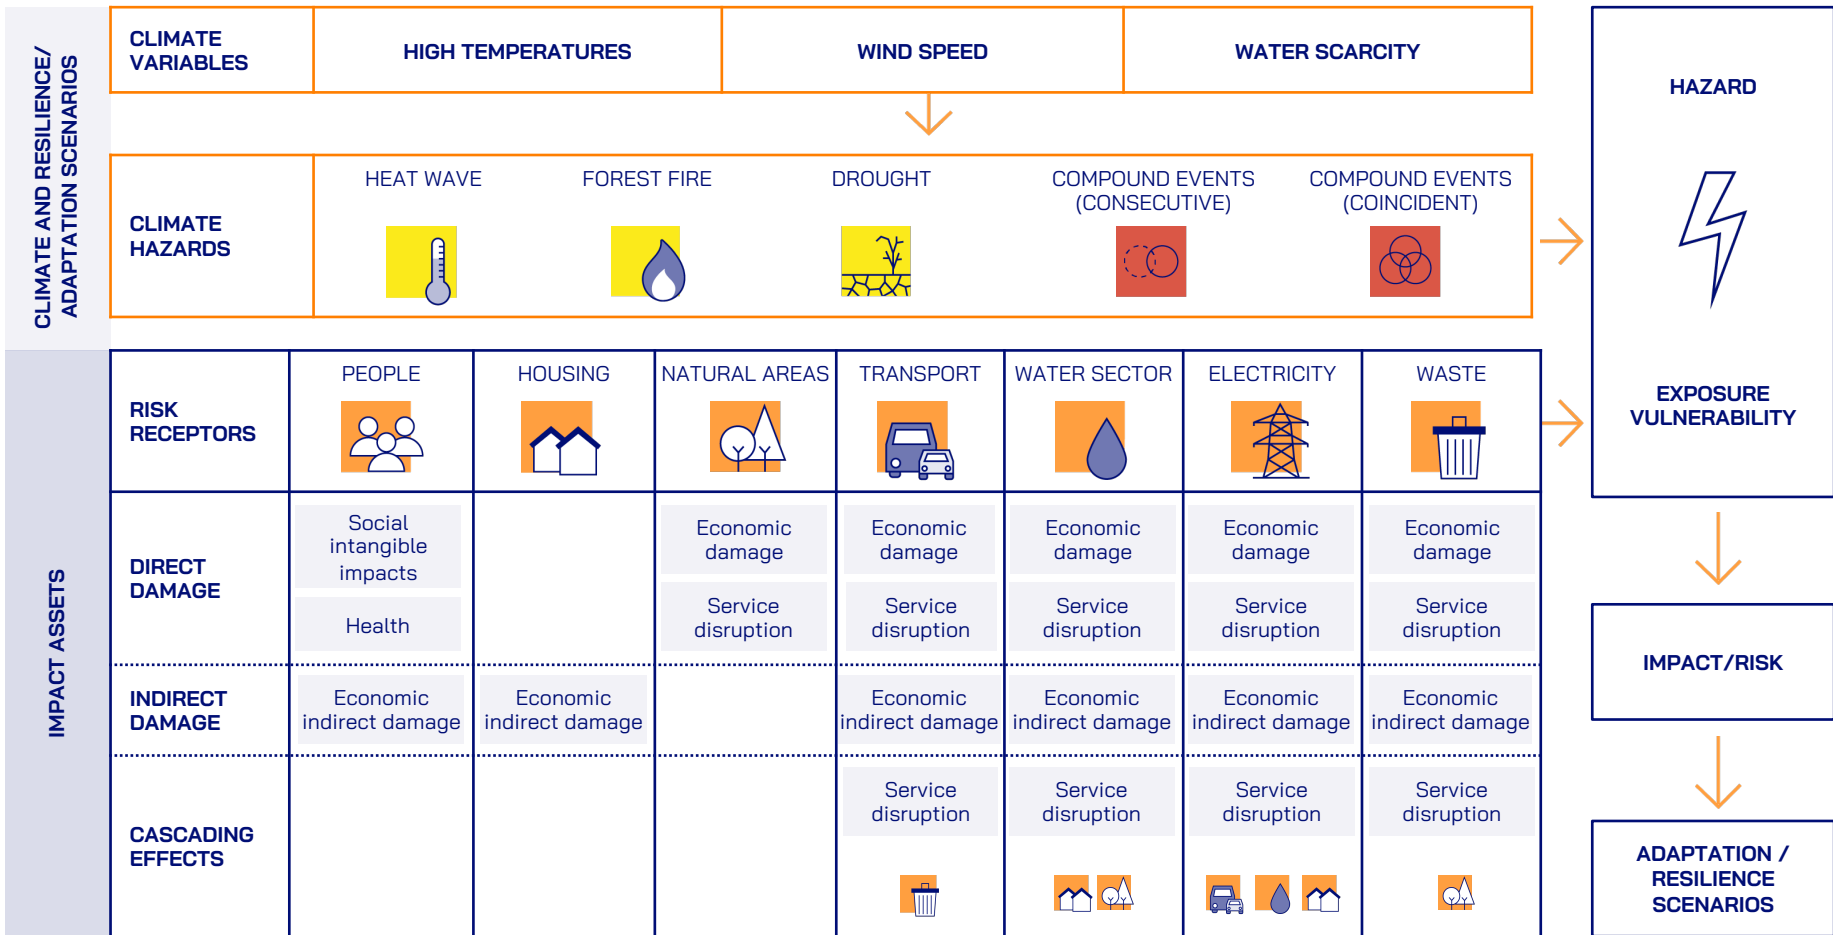 CLIMATE AND RESILIENCE/
ADAPTATION SCENARIOS
CLIMATE
VARIABLES
HIGH TEMPERATURES
WIND SPEED
WATER SCARCITY
CLIMATE
HAZARDS
HEAT WAVE
FOREST FIRE
DROUGHT
COMPOUND EVENTS
(CONSECUTIVE)
COMPOUND EVENTS
(COINCIDENT)
HAZARD
EXPOSURE
VULNERABILITY
IMPACT/RISK
ADAPTATION /
RESILIENCE
SCENARIOS
IMPACT ASSETS
RISK
RECEPTORS
PEOPLE
HOUSING
NATURAL AREAS
TRANSPORT
WATER SECTOR
ELECTRICITY
WASTE
DIRECT
DAMAGE
Social
intangible
impacts
Health
Economic
damage
Service
disruption
Economic
damage
Service
disruption
Economic
damage
Service
disruption
Economic
damage
Service
disruption
Economic
damage
Service
disruption
INDIRECT
DAMAGE
Economic
indirect damage
Economic
indirect damage
Economic
indirect damage
Economic
indirect damage
Economic
indirect damage
Economic
indirect damage
CASCADING
EFFECTS
Service
disruption
Service
disruption
Service
disruption
Service
disruption